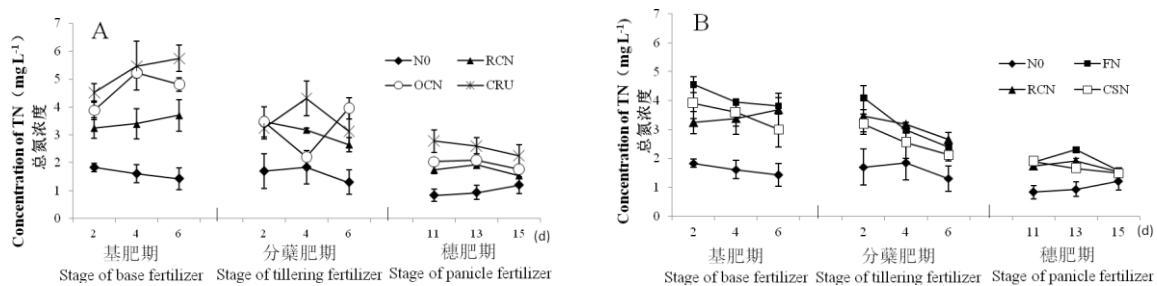 A
Concentration of TN（mg L-1）
总氮浓度
7
6
5
4
3
2
1
0
N0
RCN
OCN
CRU
2
4
6
2
4
6
11
13
15
(d)
基肥期
分蘖肥期
穗肥期
Stage of base fertilizer
Stage of tillering fertilizer
Stage of panicle fertilizer
B
Concentration of TN（mg L-1）
总氮浓度
7
6
5
4
3
2
1
0
N0
FN
RCN
CSN
2
4
6
2
4
6
11
13
15
(d)
基肥期
分蘖肥期
穗肥期
Stage of base fertilizer
Stage of tillering fertilizer
Stage of panicle fertilizer